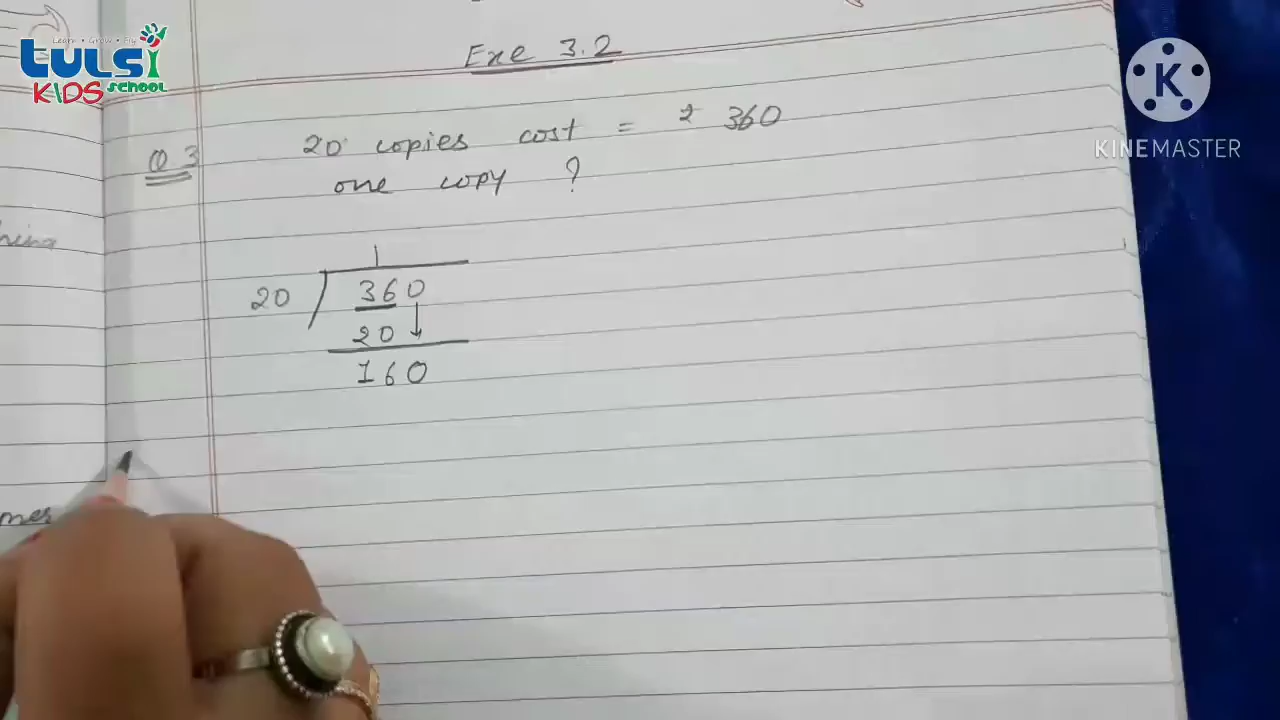 Learn • Grow • Fly
TULSI
KIDS SCHOOL
K
KINEMASTER
Exe 3.2
Q 3 20 copies cost = ₹ 360
one copy ?
1
20 360
20
160